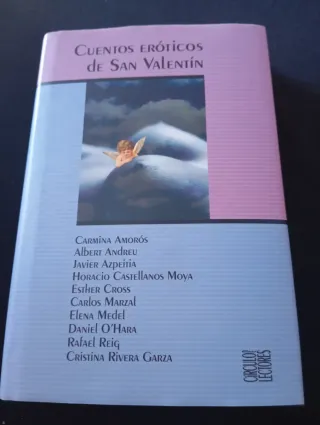 Cuentos eróticos
de San Valentín
Carmina Amorós
Albert Andreu
Javier Azpeitia
Horacio Castellanos Moya
Esther Cross
Carlos Marzal
Elena Medel
Daniel O'Hara
Rafael Reig
Cristina Rivera Garza
CÍRCULO DE
LECTORES